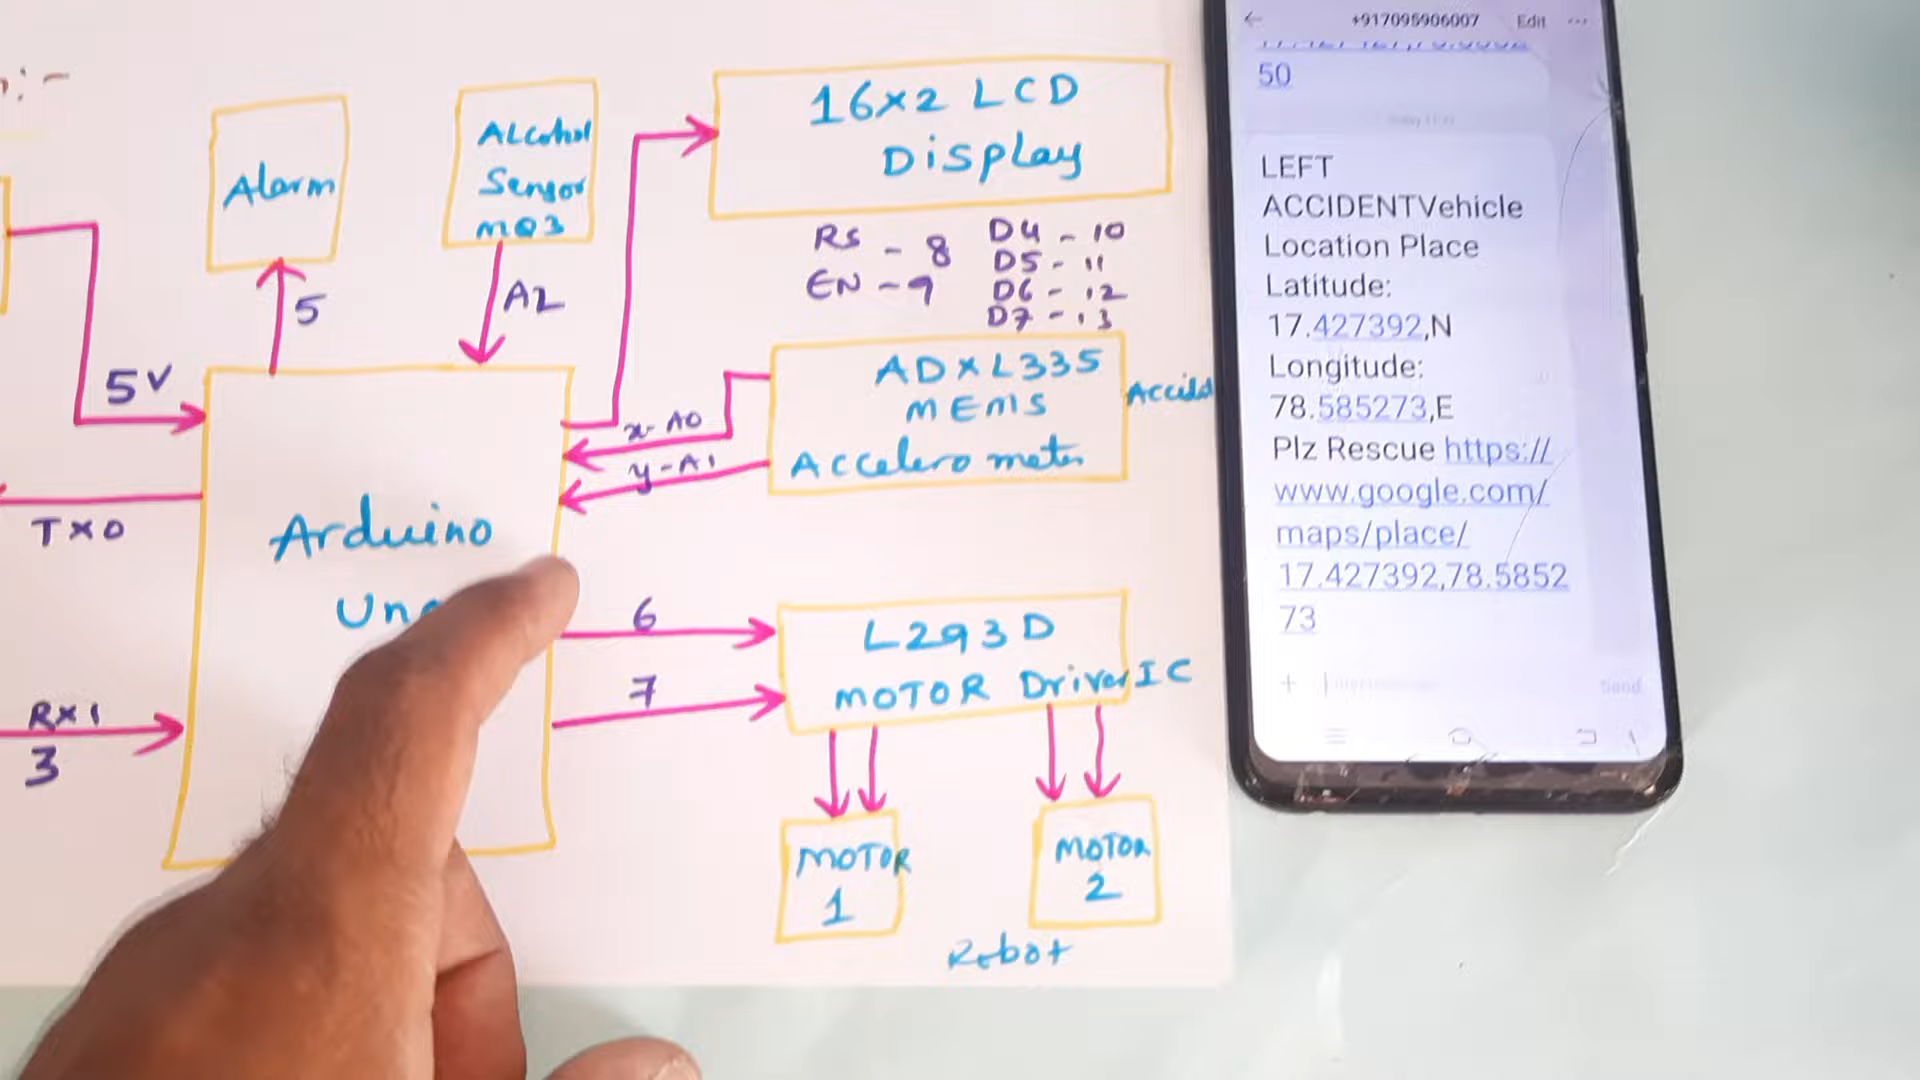 Alarm
5
ALcohol
Sensor
MQ3
A2
16x2 LCD
Display
RS - 8
EN - 9
D4 - 10
D5 - 11
D6 - 12
D7 - 13
5V
x-A0
y-A1
ADXL335
MEMS
Accelerometer
TX0
Arduino
6
L293D
MOTOR Driver IC
7
RX1
3
MOTOR
1
MOTOR
2
Robot
+917095906007 Edit
50
LEFT
ACCIDENTVehicle
Location Place
Latitude:
17.427392,N
Longitude:
78.585273,E
Plz Rescue https://
www.google.com/
maps/place/
17.427392,78.5852
73
Send